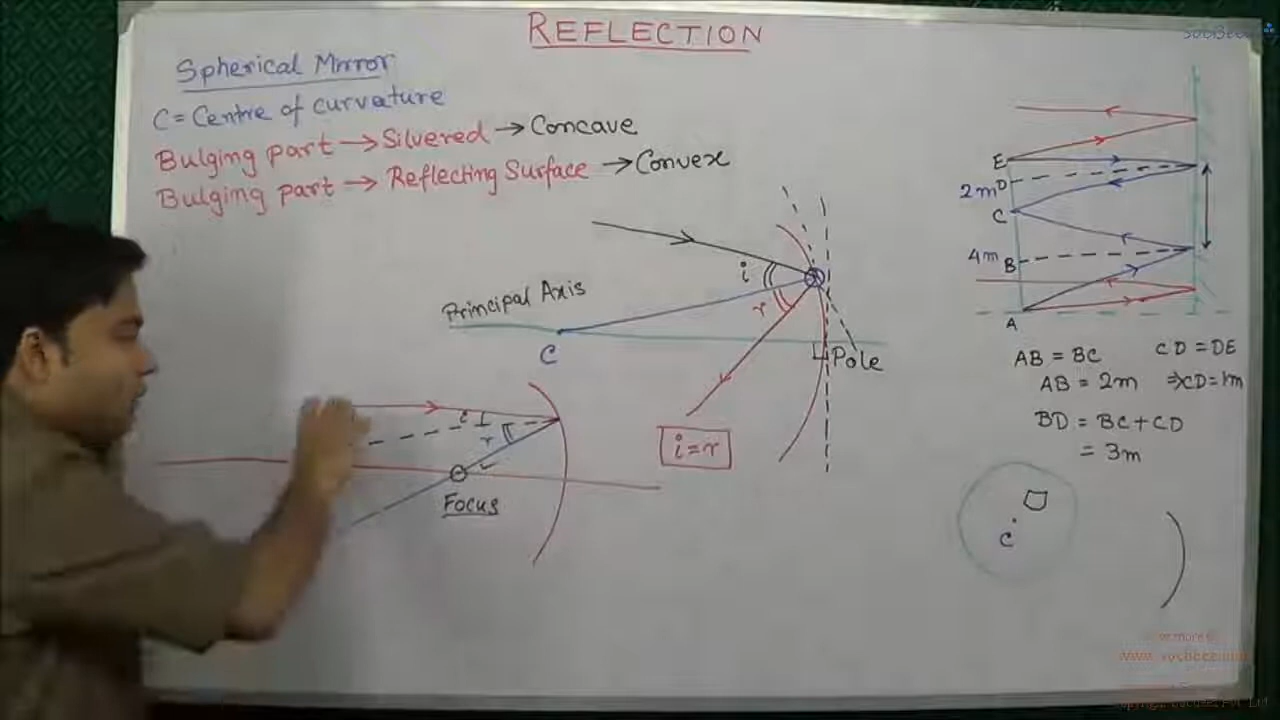 REFLECTION
Spherical Mirror
C = Centre of curvature
Bulging part → Silvered → Concave
Bulging part → Reflecting Surface → Convex
Principal Axis
C
i
r
Pole
i = r
i
r
Focus
E
2m D
C
4m B
A
AB = BC CD = DE
AB = 2m ⇒ CD = 1m
BD = BC + CD
= 3m
C